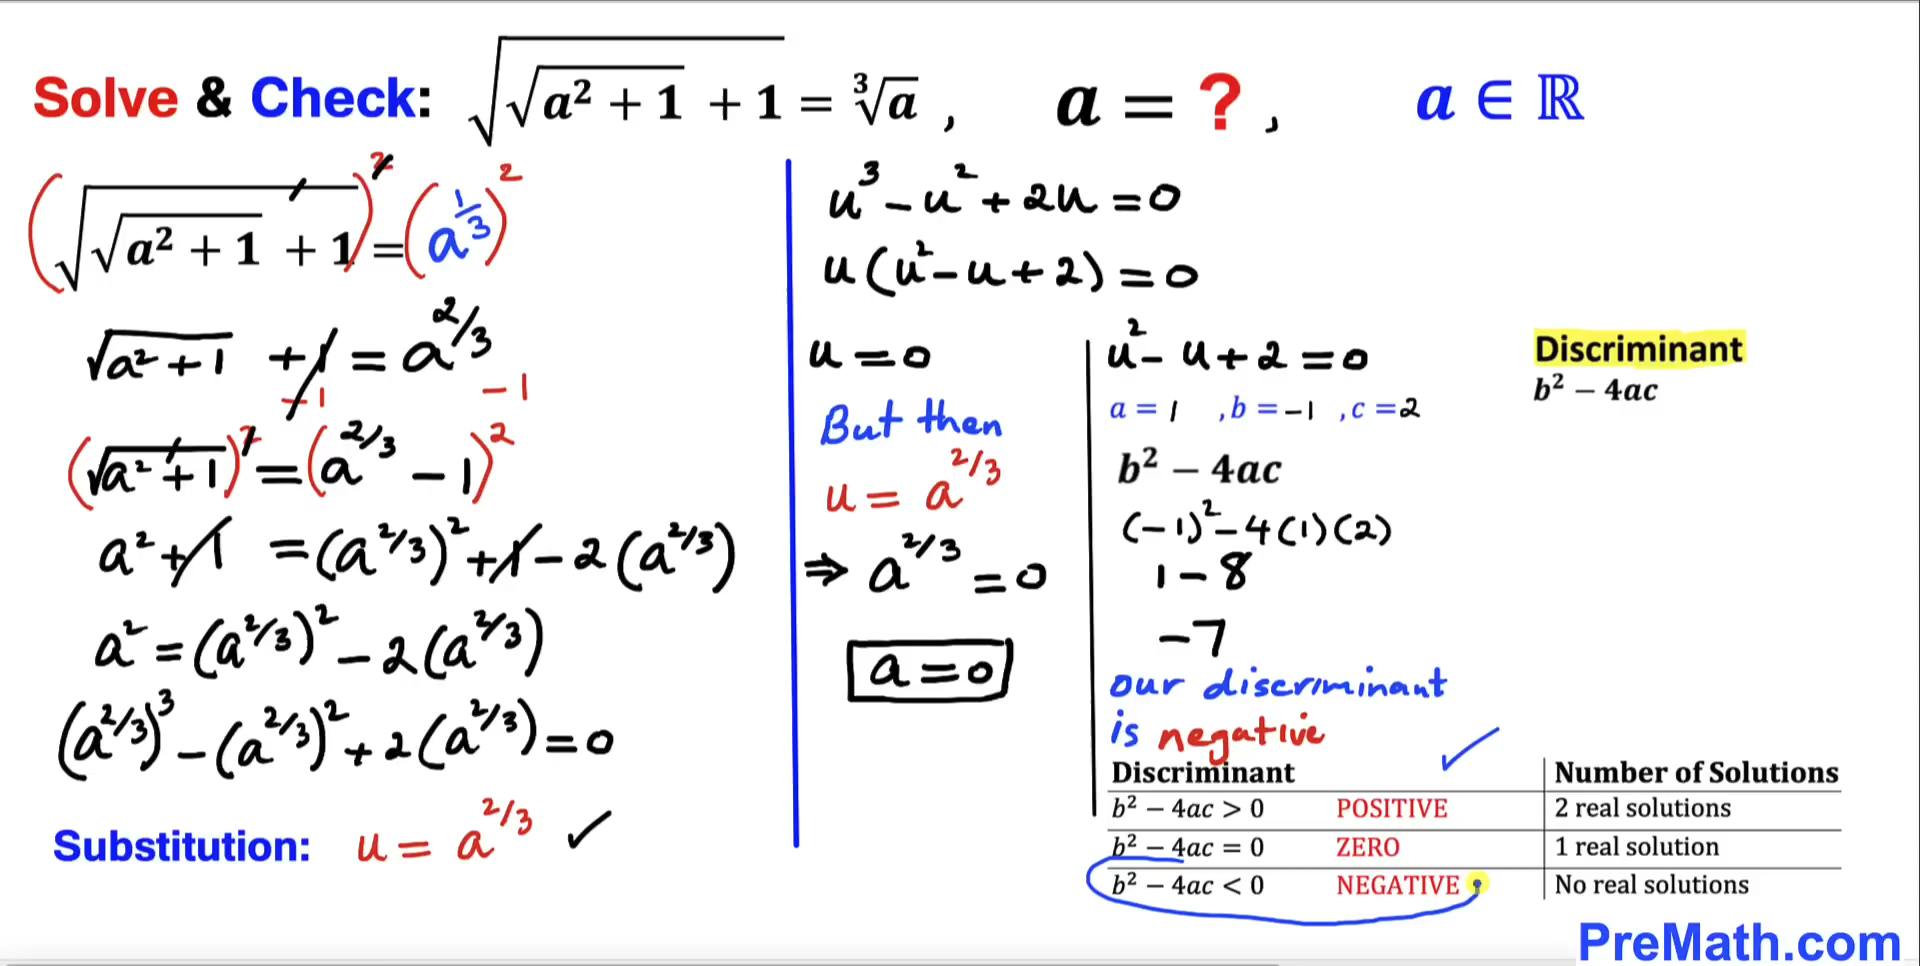 Solve & Check: √(√(a² + 1) + 1) = ∛a , a = ? , a ∈ ℝ
(√(√(a² + 1) + 1))² = (a^(1/3))²
√(a² + 1) + 1 = a^(2/3)
−1 −1
(√(a² + 1))² = (a^(2/3) − 1)²
a² + 1 = (a^(2/3))² + 1 − 2(a^(2/3))
a² = (a^(2/3))² − 2(a^(2/3))
(a^(2/3))³ − (a^(2/3))² + 2(a^(2/3)) = 0
Substitution: u = a^(2/3) ✓
u³ − u² + 2u = 0
u(u² − u + 2) = 0
u = 0
But then
u = a^(2/3)
⇒ a^(2/3) = 0
a = 0
u² − u + 2 = 0
a = 1 , b = −1 , c = 2
b² − 4ac
(−1)² − 4(1)(2)
1 − 8
−7
our discriminant
is negative
Discriminant
b² − 4ac
Discriminant ✓ Number of Solutions
b² − 4ac > 0 POSITIVE 2 real solutions
b² − 4ac = 0 ZERO 1 real solution
b² − 4ac < 0 NEGATIVE No real solutions
PreMath.com